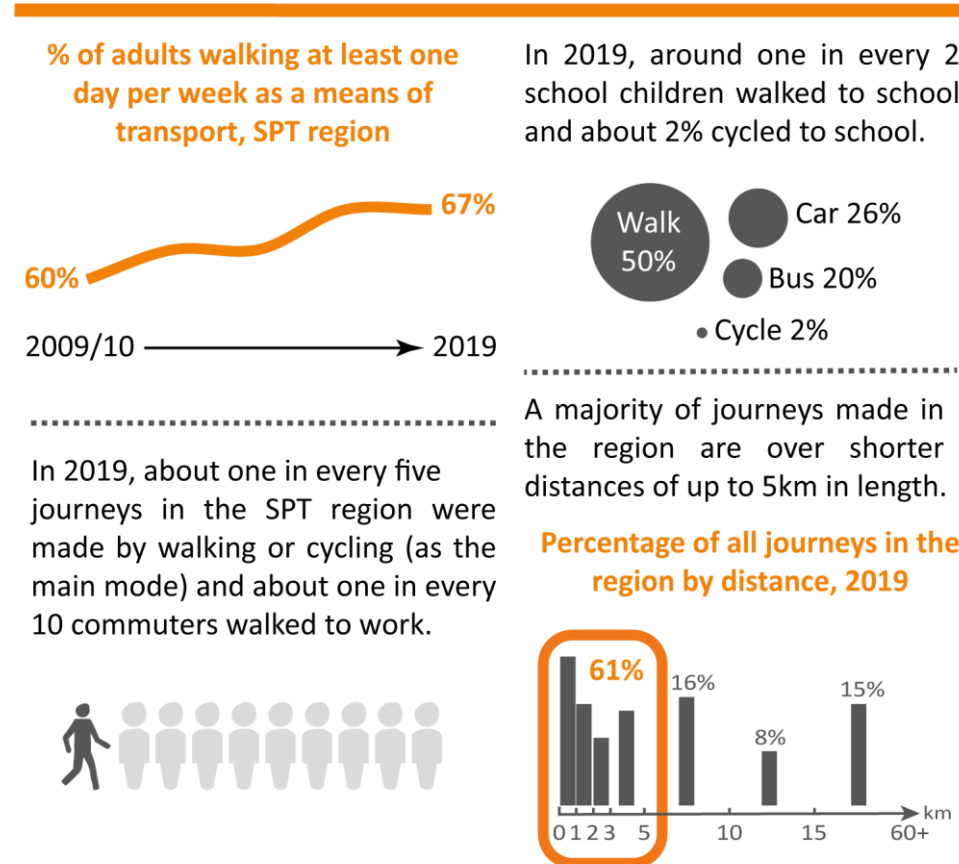 % of adults walking at least one
day per week as a means of
transport, SPT region
60%
67%
2009/10
2019
In 2019, about one in every five
journeys in the SPT region were
made by walking or cycling (as the
main mode) and about one in every
10 commuters walked to work.
In 2019, around one in every 2
school children walked to school
and about 2% cycled to school.
Walk
50%
Car 26%
Bus 20%
Cycle 2%
A majority of journeys made in
the region are over shorter
distances of up to 5km in length.
Percentage of all journeys in the
region by distance, 2019
61%
16%
8%
15%
km
0 1 2 3 5 10 15 60+